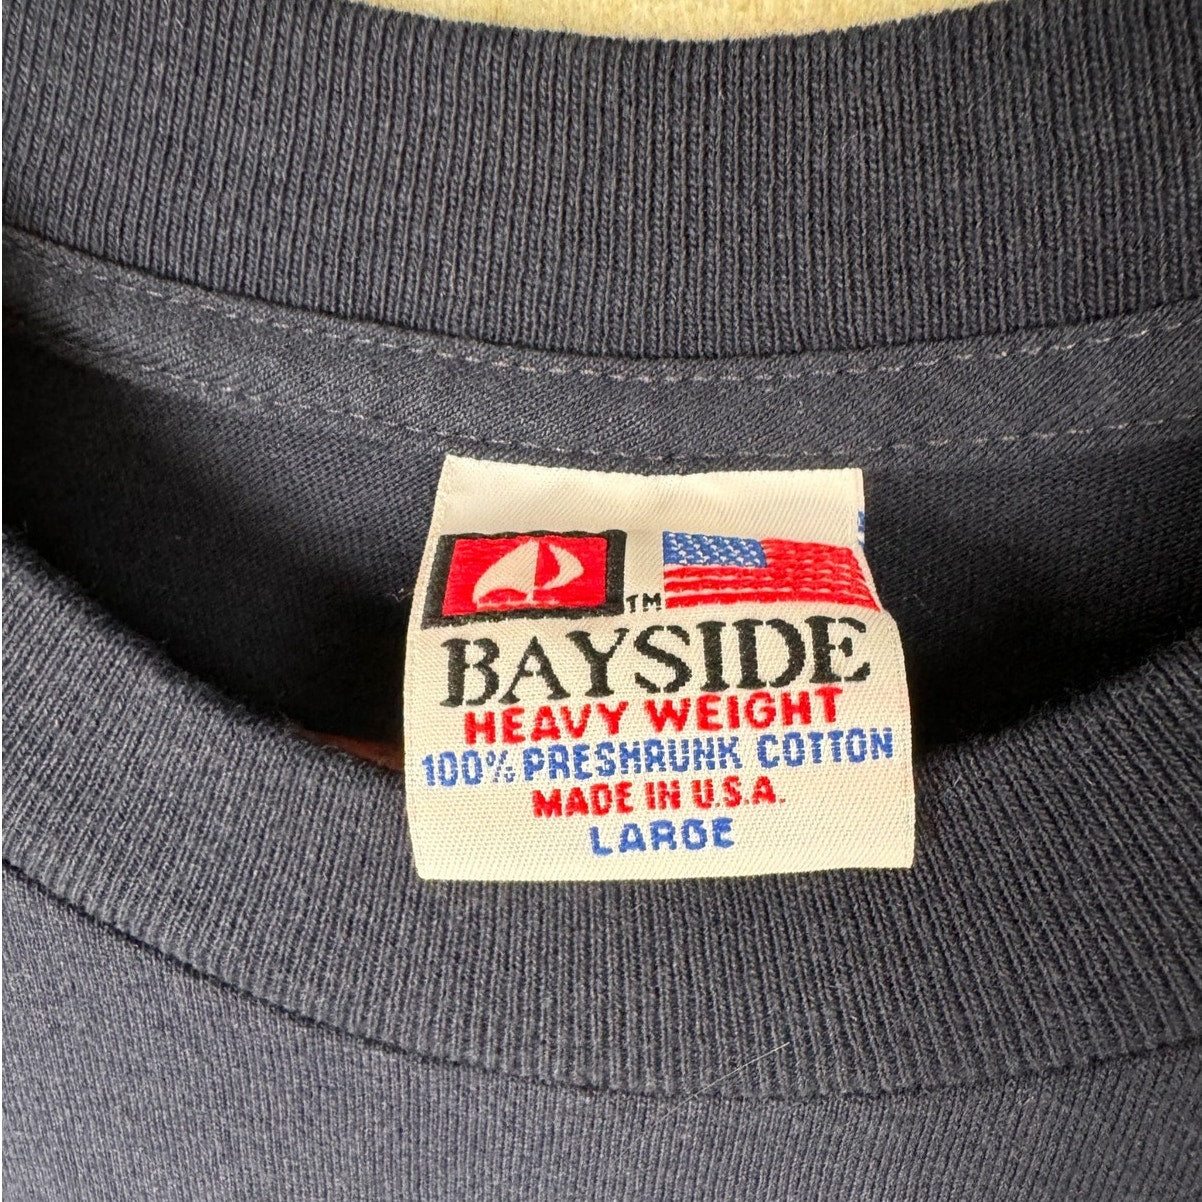 TM
BAYSIDE
HEAVY WEIGHT
100% PRESHRUNK COTTON
MADE IN U.S.A.
LARGE